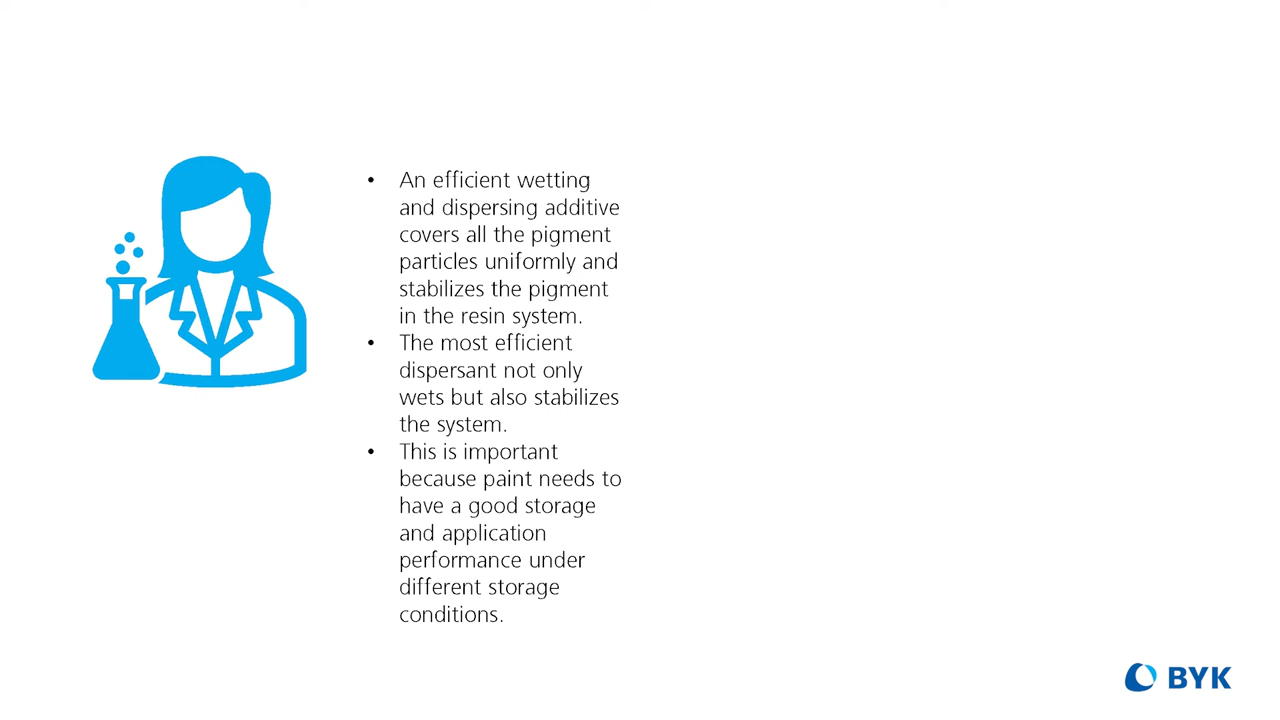 • An efficient wetting
and dispersing additive
covers all the pigment
particles uniformly and
stabilizes the pigment
in the resin system.
• The most efficient
dispersant not only
wets but also stabilizes
the system.
• This is important
because paint needs to
have a good storage
and application
performance under
different storage
conditions.
BYK